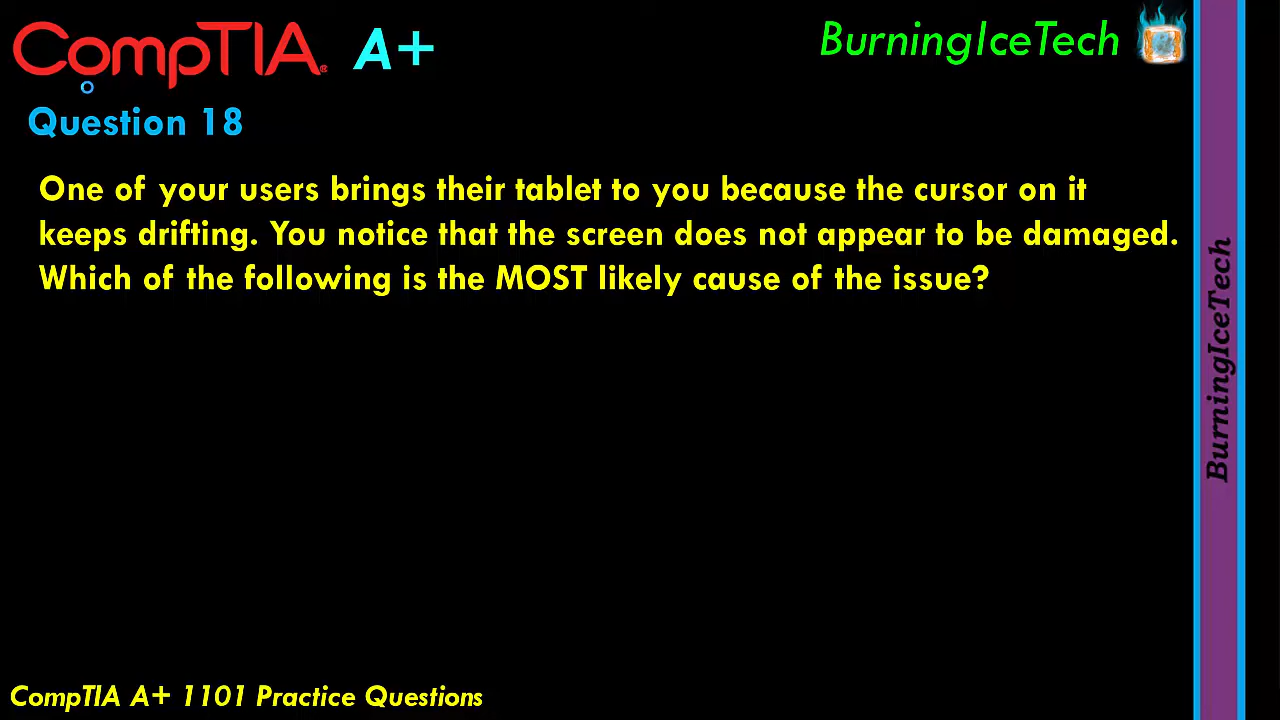 CompTIA® A+
BurningIceTech
Question 18
One of your users brings their tablet to you because the cursor on it
keeps drifting. You notice that the screen does not appear to be damaged.
Which of the following is the MOST likely cause of the issue?
BurningIceTech
CompTIA A+ 1101 Practice Questions